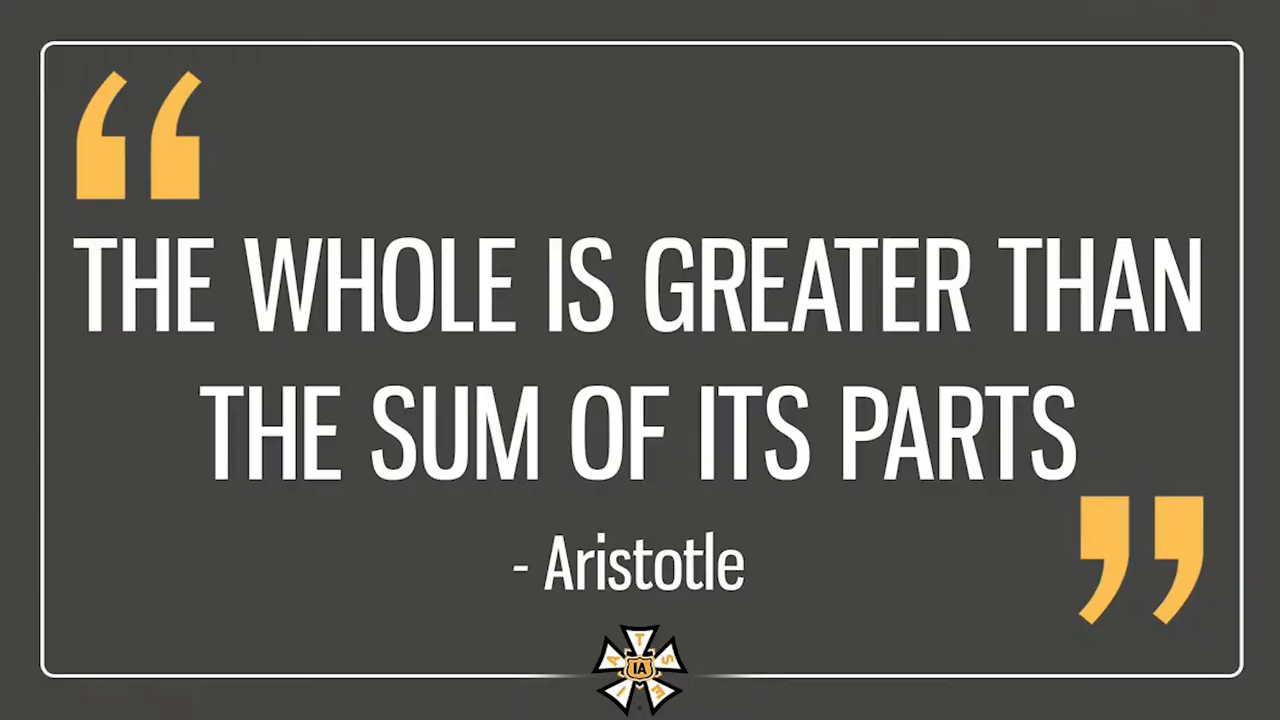 “
THE WHOLE IS GREATER THAN
THE SUM OF ITS PARTS
”
- Aristotle
I A T S E
IA